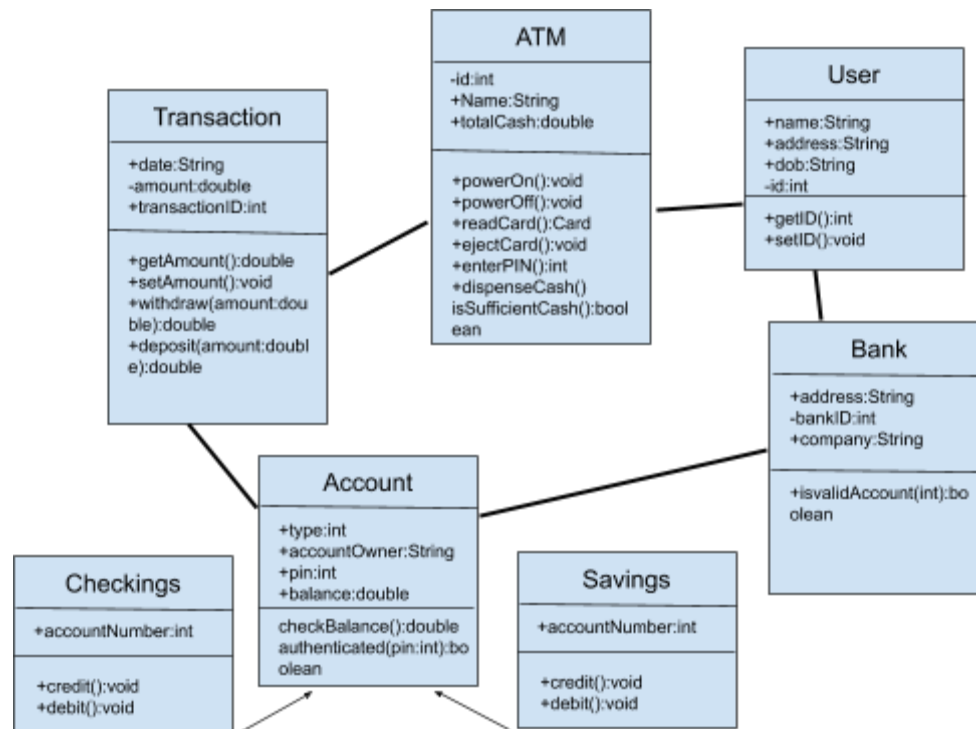 ATM
-id:int
+Name:String
+totalCash:double
+powerOn():void
+powerOff():void
+readCard():Card
+ejectCard():void
+enterPIN():int
+dispenseCash()
isSufficientCash():bool
ean
User
+name:String
+address:String
+dob:String
-id:int
+getID():int
+setID():void
Transaction
+date:String
-amount:double
+transactionID:int
+getAmount():double
+setAmount():void
+withdraw(amount:dou
ble):double
+deposit(amount:doubl
e):double
Bank
+address:String
-bankID:int
+company:String
+isvalidAccount(int):bo
olean
Account
+type:int
+accountOwner:String
+pin:int
+balance:double
checkBalance():double
authenticated(pin:int):bo
olean
Checkings
+accountNumber:int
+credit():void
+debit():void
Savings
+accountNumber:int
+credit():void
+debit():void